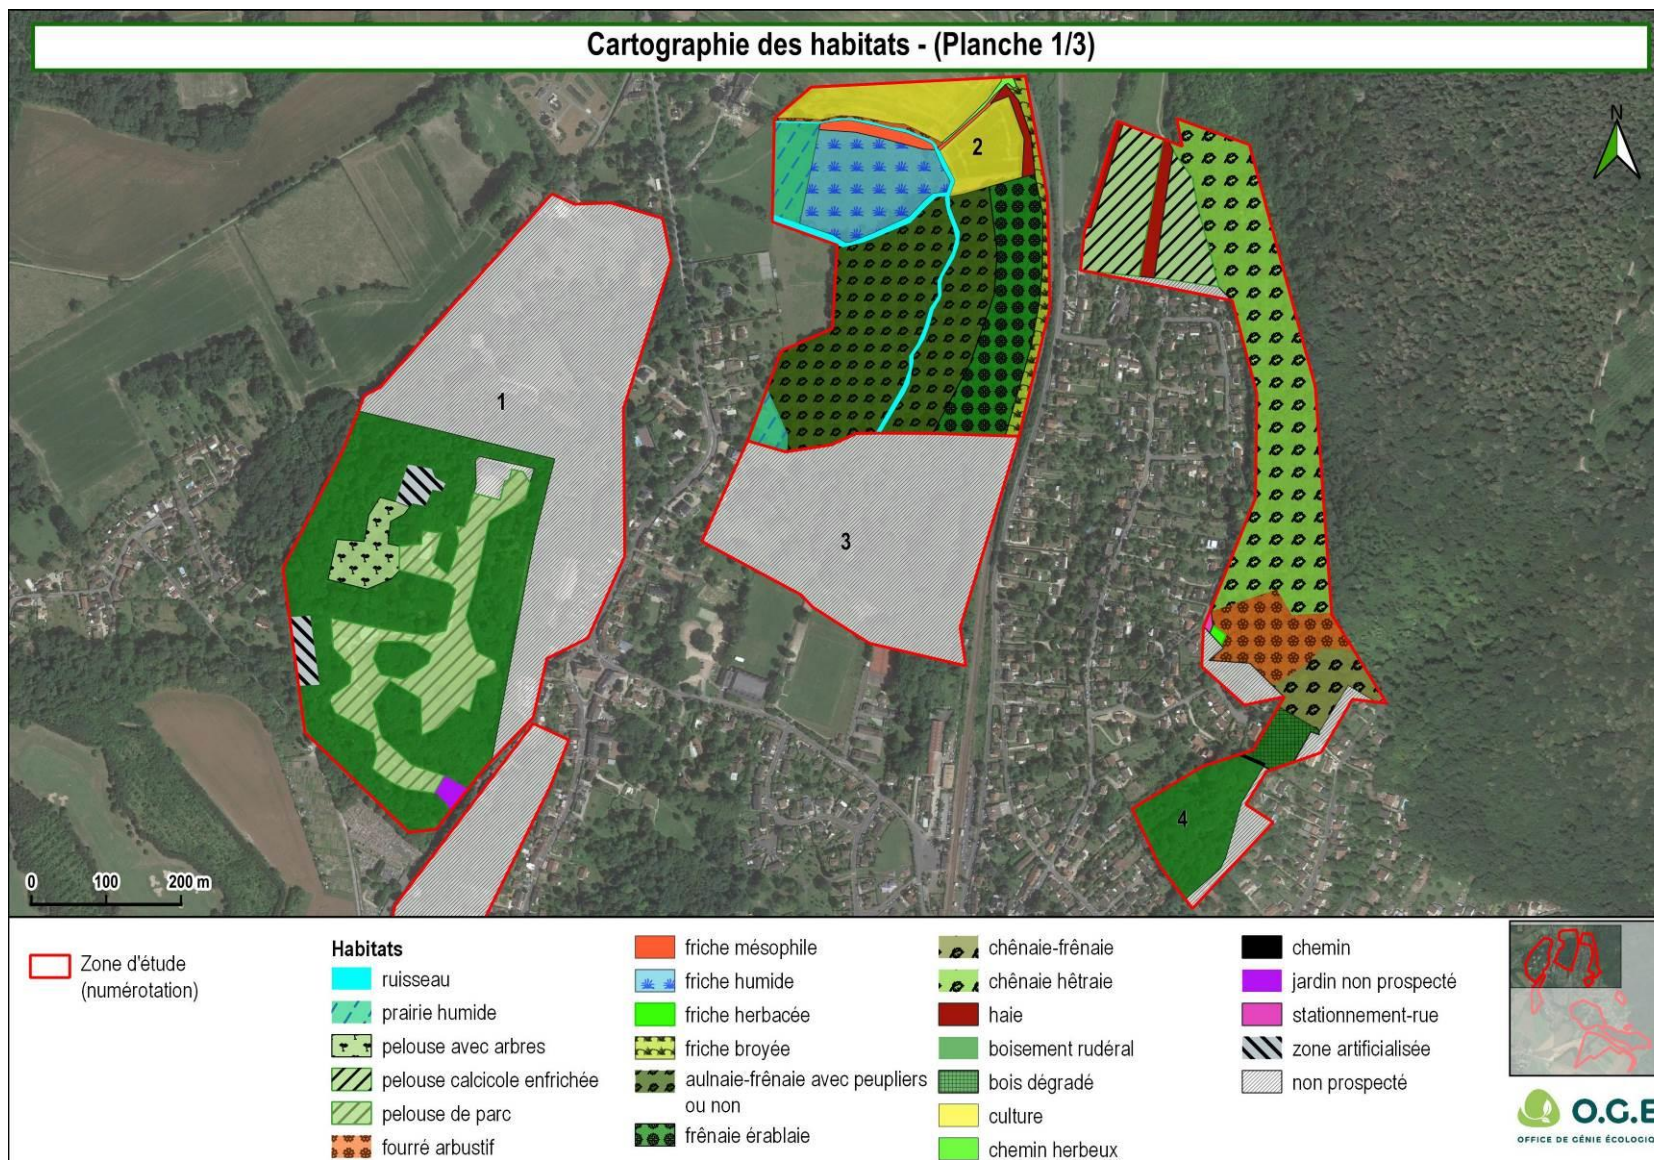 Cartographie des habitats - (Planche 1/3)
N
2
1
3
4
0 100 200 m
Zone d'étude
(numérotation)
Habitats
ruisseau
prairie humide
pelouse avec arbres
pelouse calcicole enfrichée
pelouse de parc
fourré arbustif
friche mésophile
friche humide
friche herbacée
friche broyée
aulnaie-frênaie avec peupliers
ou non
frênaie érablaie
chênaie-frênaie
chênaie hêtraie
haie
boisement rudéral
bois dégradé
culture
chemin herbeux
chemin
jardin non prospecté
stationnement-rue
zone artificialisée
non prospecté
O.G.E
OFFICE DE GÉNIE ÉCOLOGIQ